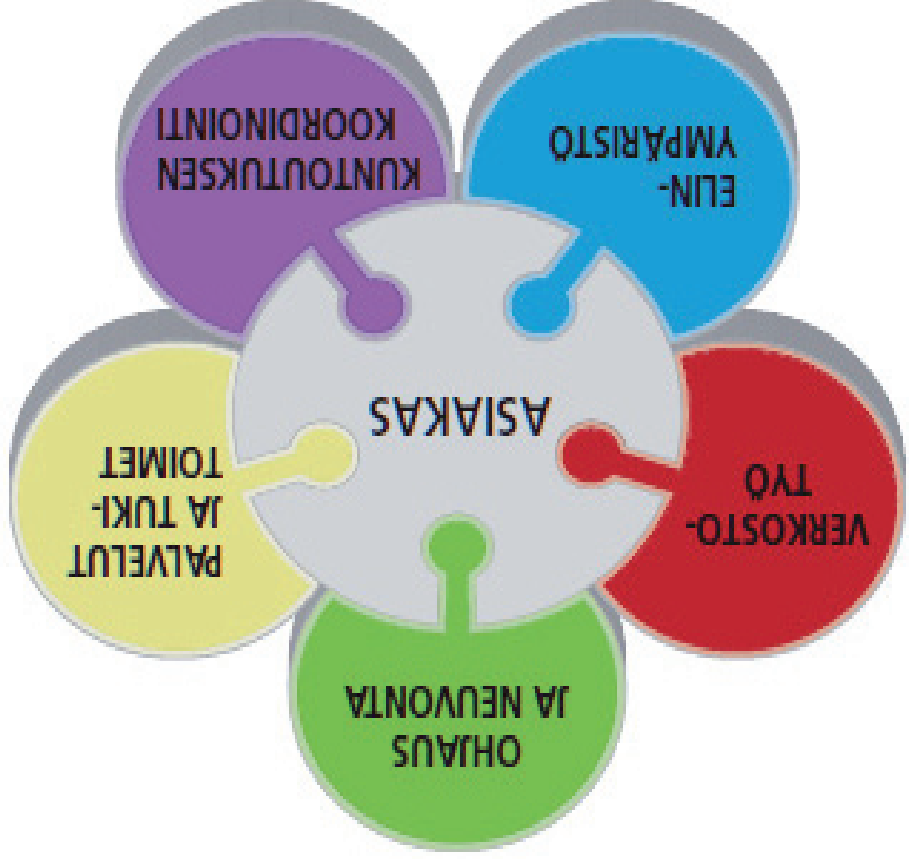 OHJAUS
JA NEUVONTA
VERKOSTO-
TYÖ
PALVELUT
JA TUKI-
TOIMET
ASIAKAS
ELIN-
YMPÄRISTÖ
KUNTOUTUKSEN
KOORDINOINTI